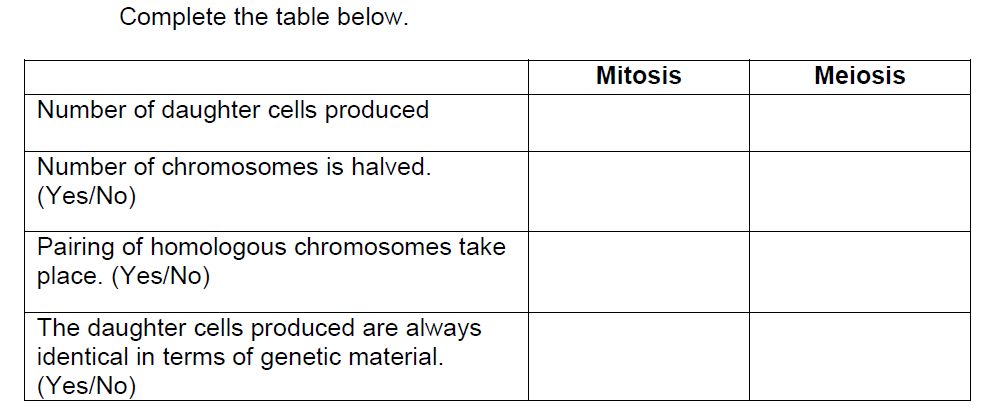 Complete the table below.
Mitosis Meiosis
Number of daughter cells produced
Number of chromosomes is halved.
(Yes/No)
Pairing of homologous chromosomes take
place. (Yes/No)
The daughter cells produced are always
identical in terms of genetic material.
(Yes/No)